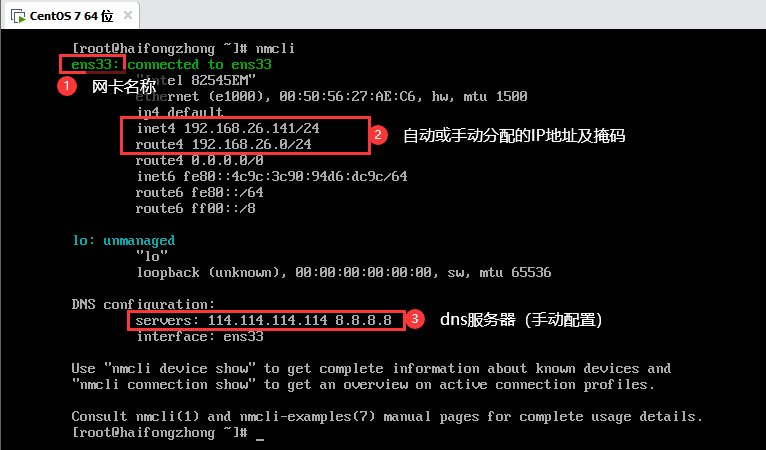 CentOS 7 64 位
[root@haifongzhong ~]# nmcli
ens33: connected to ens33
"Intel 82545EM"
1 网卡名称
ethernet (e1000), 00:50:56:27:AE:C6, hw, mtu 1500
ip4 default
inet4 192.168.26.141/24
2 自动或手动分配的IP地址及掩码
route4 192.168.26.0/24
route4 0.0.0.0/0
inet6 fe80::4c9c:3c90:94d6:dc9c/64
route6 fe80::/64
route6 ff00::/8
lo: unmanaged
"lo"
loopback (unknown), 00:00:00:00:00:00, sw, mtu 65536
DNS configuration:
servers: 114.114.114.114 8.8.8.8
3 dns服务器（手动配置）
interface: ens33
Use "nmcli device show" to get complete information about known devices and
"nmcli connection show" to get an overview on active connection profiles.
Consult nmcli(1) and nmcli-examples(7) manual pages for complete usage details.
[root@haifongzhong ~]# _